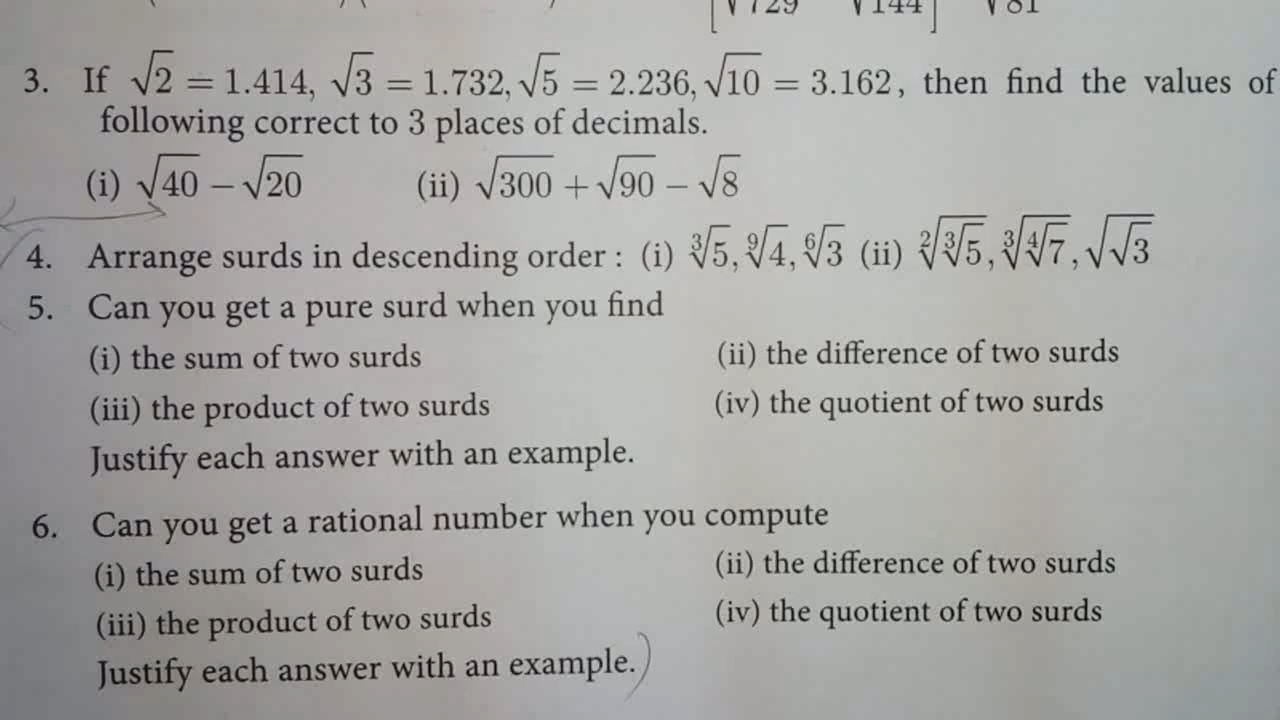 [√729 √144] √81
3. If √2 = 1.414, √3 = 1.732, √5 = 2.236, √10 = 3.162, then find the values of
following correct to 3 places of decimals.
(i) √40 − √20 (ii) √300 + √90 − √8
4. Arrange surds in descending order : (i) ∛5, ⁹√4, ⁶√3 (ii) ²√∛5, ∛⁴√7, √√3
5. Can you get a pure surd when you find
(i) the sum of two surds (ii) the difference of two surds
(iii) the product of two surds (iv) the quotient of two surds
Justify each answer with an example.
6. Can you get a rational number when you compute
(i) the sum of two surds (ii) the difference of two surds
(iii) the product of two surds (iv) the quotient of two surds
Justify each answer with an example.